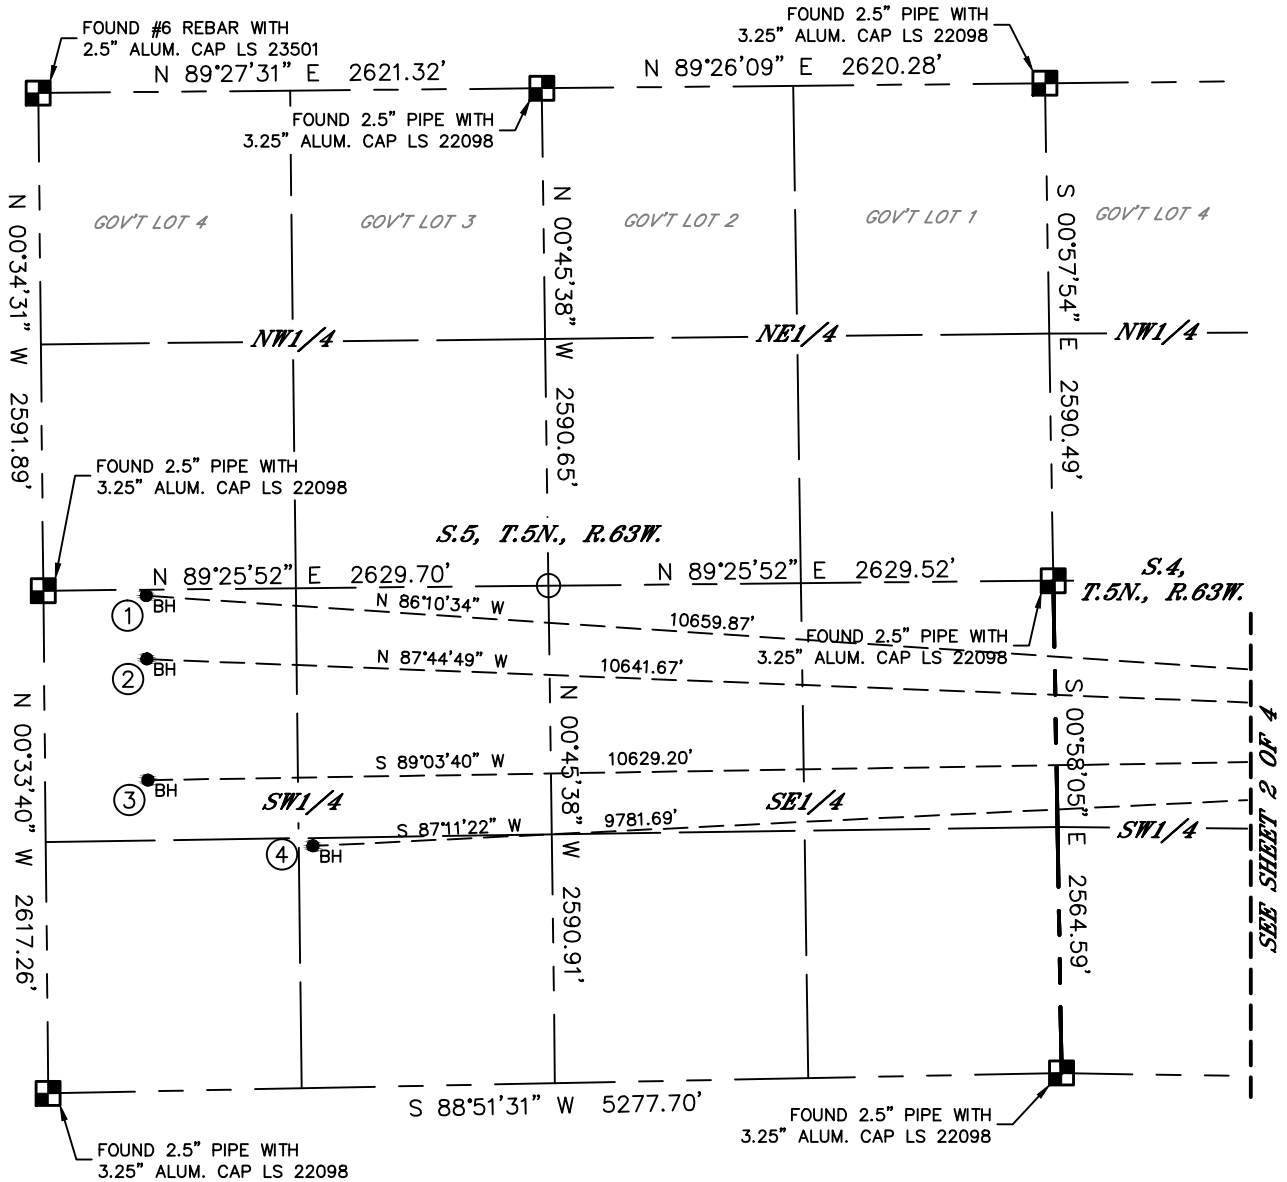 FOUND #6 REBAR WITH
2.5" ALUM. CAP LS 23501
FOUND 2.5" PIPE WITH
3.25" ALUM. CAP LS 22098
N 89°27'31" E 2621.32'
N 89°26'09" E 2620.28'
FOUND 2.5" PIPE WITH
3.25" ALUM. CAP LS 22098
N 00°34'31" W 2591.89'
GOV'T LOT 4
GOV'T LOT 3
N 00°45'38" W 2590.65'
GOV'T LOT 2
GOV'T LOT 1
S 00°57'54" E 2590.49'
GOV'T LOT 4
NW1/4
NE1/4
NW1/4
FOUND 2.5" PIPE WITH
3.25" ALUM. CAP LS 22098
S.5, T.5N., R.63W.
N 89°25'52" E 2629.70'
N 89°25'52" E 2629.52'
S.4,
T.5N., R.63W.
1
BH
N 86°10'34" W
10659.87'
FOUND 2.5" PIPE WITH
3.25" ALUM. CAP LS 22098
2
BH
N 87°44'49" W
10641.67'
N 00°33'40" W 2617.26'
N 00°45'38" W 2590.91'
S 00°58'05" E 2564.59'
SEE SHEET 2 OF 4
3
BH
S 89°03'40" W
10629.20'
SW1/4
SE1/4
SW1/4
4
BH
S 87°11'22" W
9781.69'
S 88°51'31" W 5277.70'
FOUND 2.5" PIPE WITH
3.25" ALUM. CAP LS 22098
FOUND 2.5" PIPE WITH
3.25" ALUM. CAP LS 22098